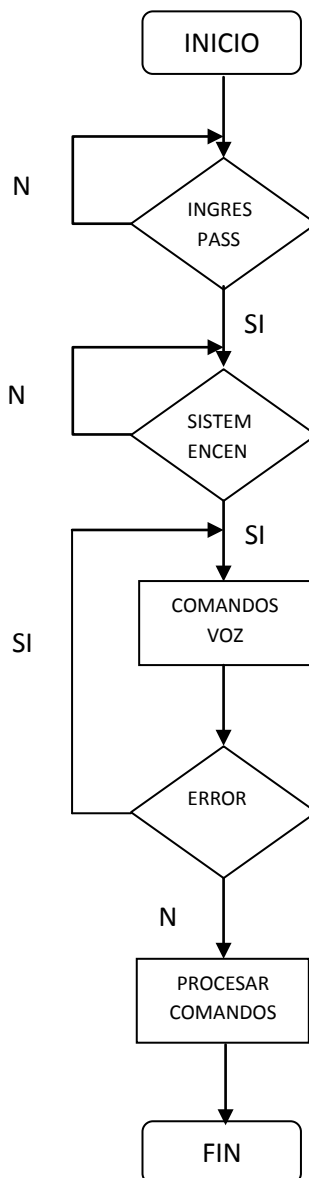 INICIO
N
INGRES
PASS
SI
N
SISTEM
ENCEN
SI
COMANDOS
VOZ
SI
ERROR
N
PROCESAR
COMANDOS
FIN